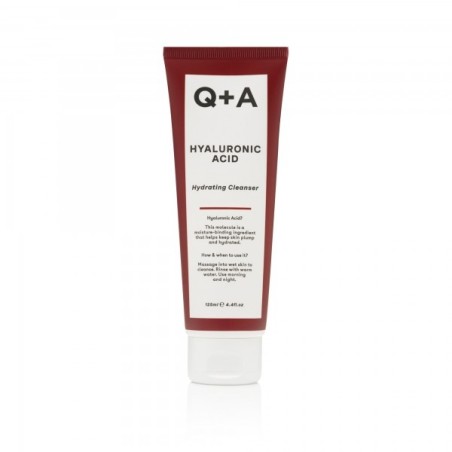 Q+A
HYALURONIC
ACID
Hydrating Cleanser
Hyaluronic Acid?
This molecule is a
moisture-binding ingredient
that helps keep skin plump
and hydrated.
How & when to use it?
Massage into wet skin to
cleanse. Rinse with warm
water. Use morning
and night.
125ml ℮ 4.4fl.oz